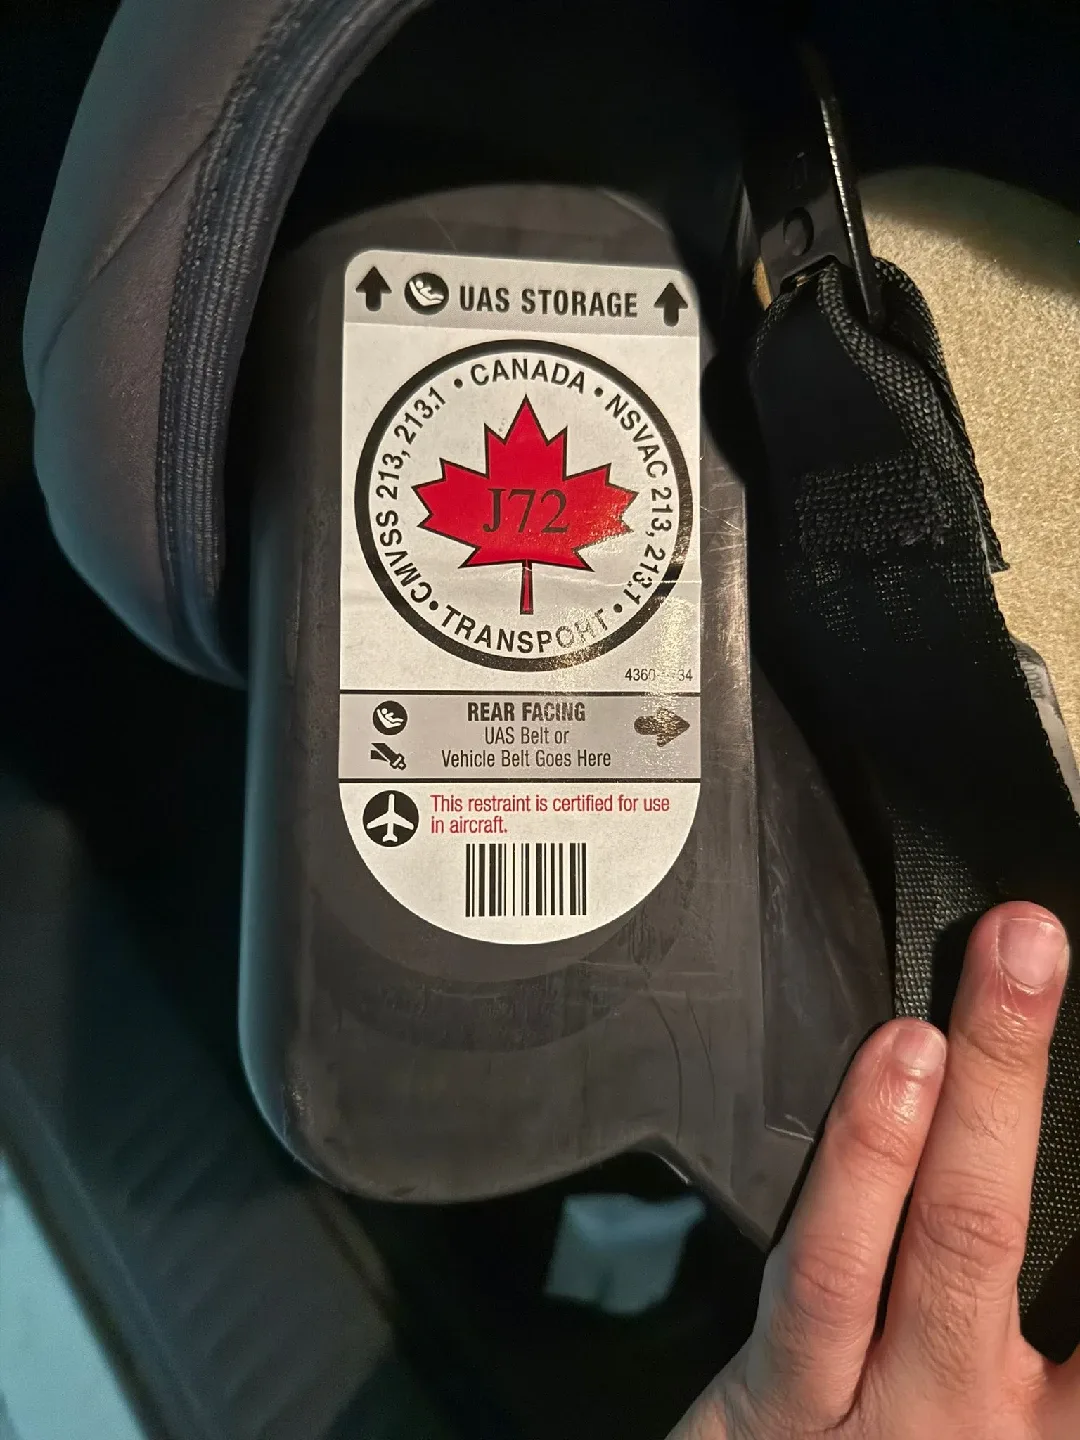 UAS STORAGE
• CANADA •
NSVAC 213, 213.1 •
TRANSPORT
• CMVSS 213, 213.1
J72
REAR FACING
UAS Belt or
Vehicle Belt Goes Here
This restraint is certified for use
in aircraft.